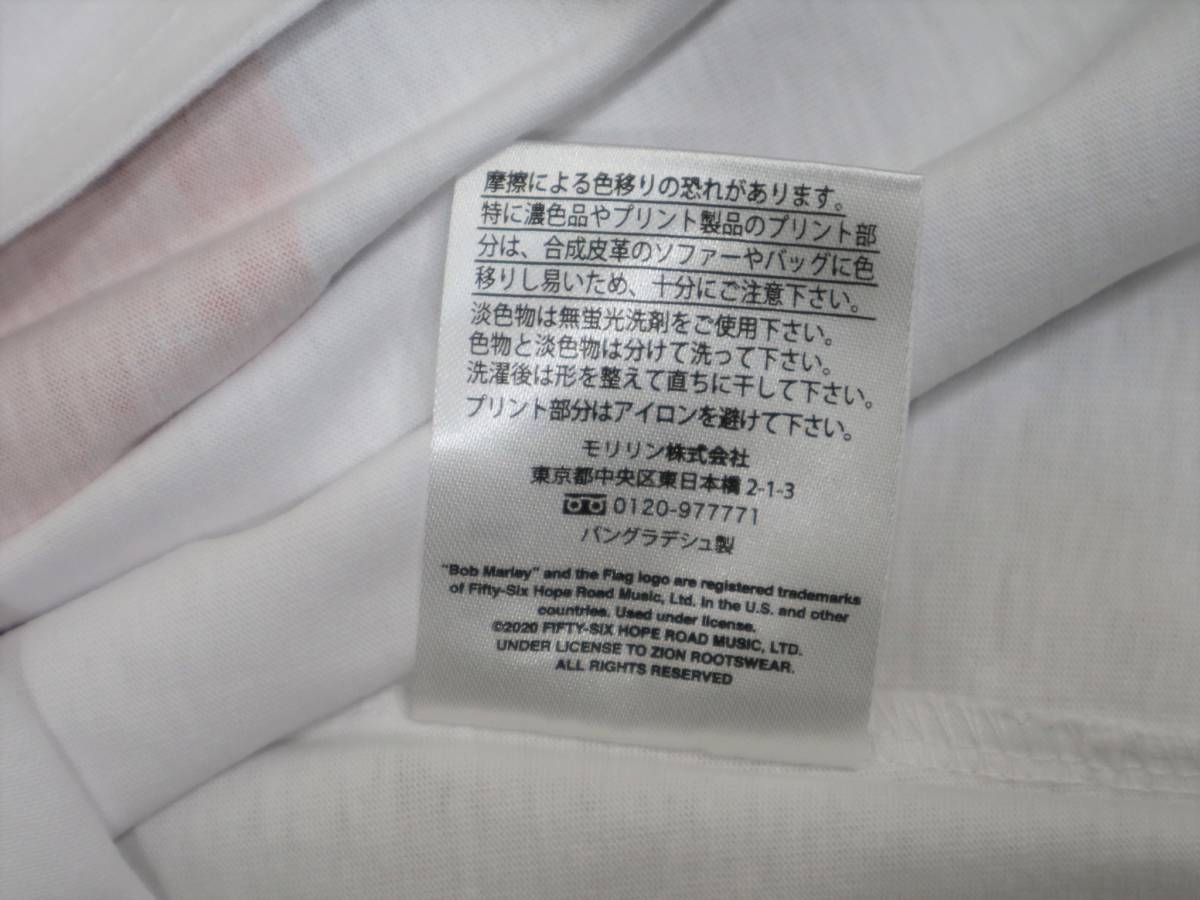 摩擦による色移りの恐れがあります。
特に濃色品やプリント製品のプリント部
分は、合成皮革のソファーやバッグに色
移りし易いため、十分にご注意下さい。
淡色物は無蛍光洗剤をご使用下さい。
色物と淡色物は分けて洗って下さい。
洗濯後は形を整えて直ちに干して下さい。
プリント部分はアイロンを避けて下さい。
モリリン株式会社
東京都中央区東日本橋2-1-3
0120-977771
バングラデシュ製
"Bob Marley" and the Flag logo are registered trademarks
of Fifty-Six Hope Road Music, Ltd. in the U.S. and other
countries. Used under license.
©2020 FIFTY-SIX HOPE ROAD MUSIC, LTD.
UNDER LICENSE TO ZION ROOTSWEAR.
ALL RIGHTS RESERVED